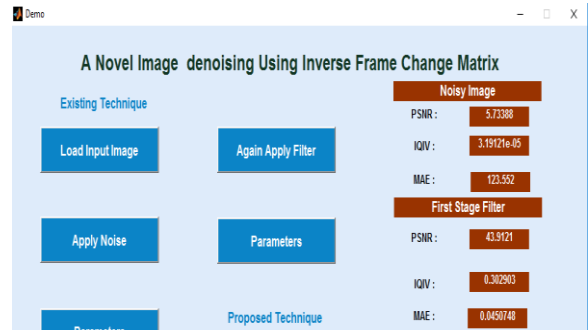 Demo
A Novel Image denoising Using Inverse Frame Change Matrix
Existing Technique
Load Input Image
Again Apply Filter
Apply Noise
Parameters
Proposed Technique
Noisy Image
PSNR : 5.73388
IQIV : 3.19121e-05
MAE : 123.552
First Stage Filter
PSNR : 43.9121
IQIV : 0.302903
MAE : 0.0450748